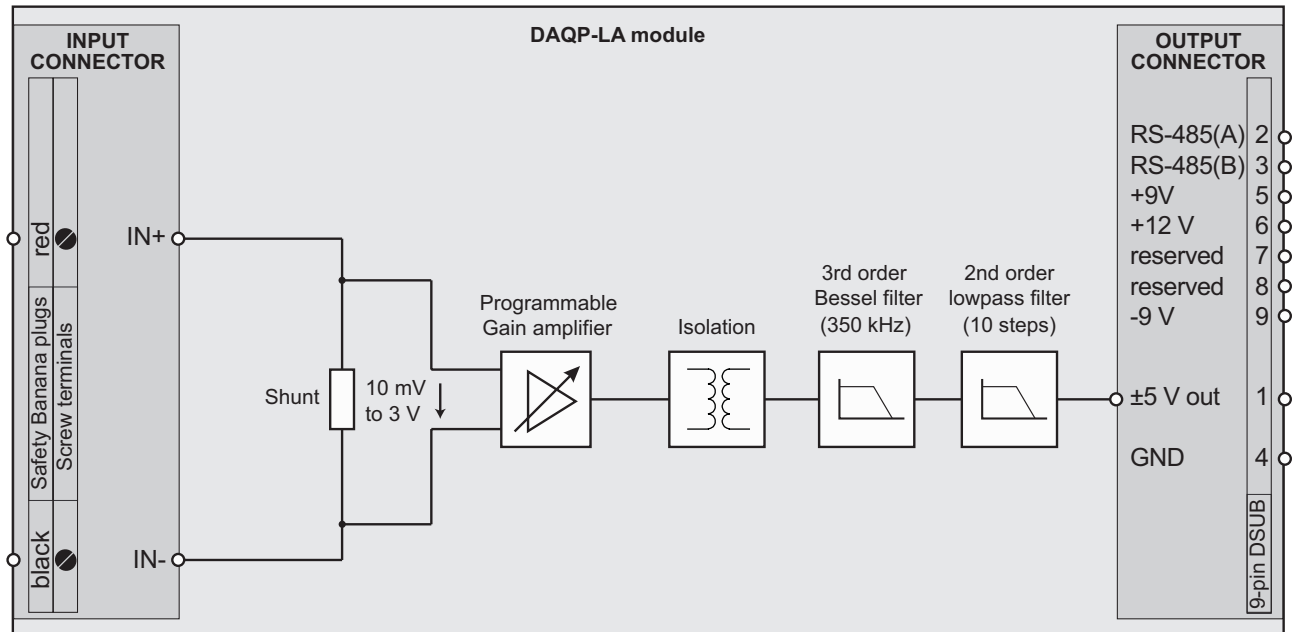 DAQP-LA module
INPUT
CONNECTOR
red
Safety Banana plugs
Screw terminals
black
IN+
IN-
Shunt
10 mV
to 3 V
Programmable
Gain amplifier
Isolation
3rd order
Bessel filter
(350 kHz)
2nd order
lowpass filter
(10 steps)
OUTPUT
CONNECTOR
RS-485(A) 2
RS-485(B) 3
+9V 5
+12 V 6
reserved 7
reserved 8
-9 V 9
±5 V out 1
GND 4
9-pin DSUB